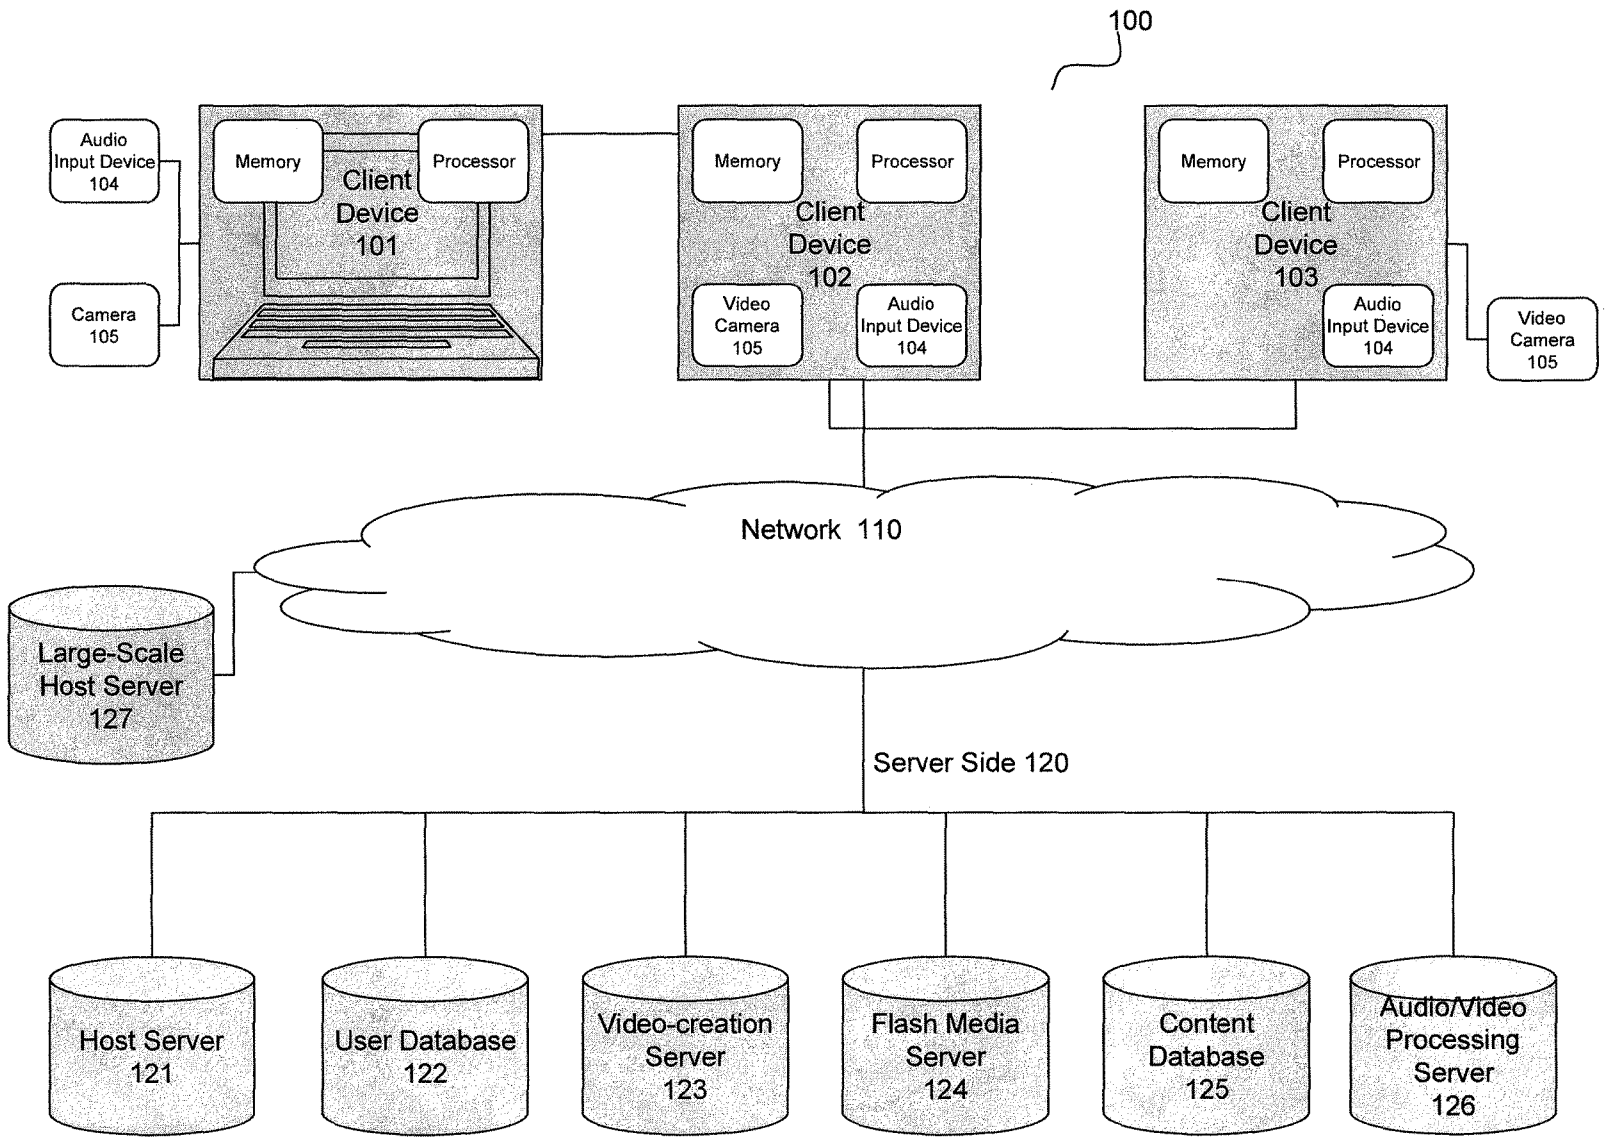 100
Audio
Input Device
104
Camera
105
Memory
Processor
Client
Device
101
Memory
Processor
Client
Device
102
Video
Camera
105
Audio
Input Device
104
Memory
Processor
Client
Device
103
Audio
Input Device
104
Video
Camera
105
Network 110
Large-Scale
Host Server
127
Server Side 120
Host Server
121
User Database
122
Video-creation
Server
123
Flash Media
Server
124
Content
Database
125
Audio/Video
Processing
Server
126